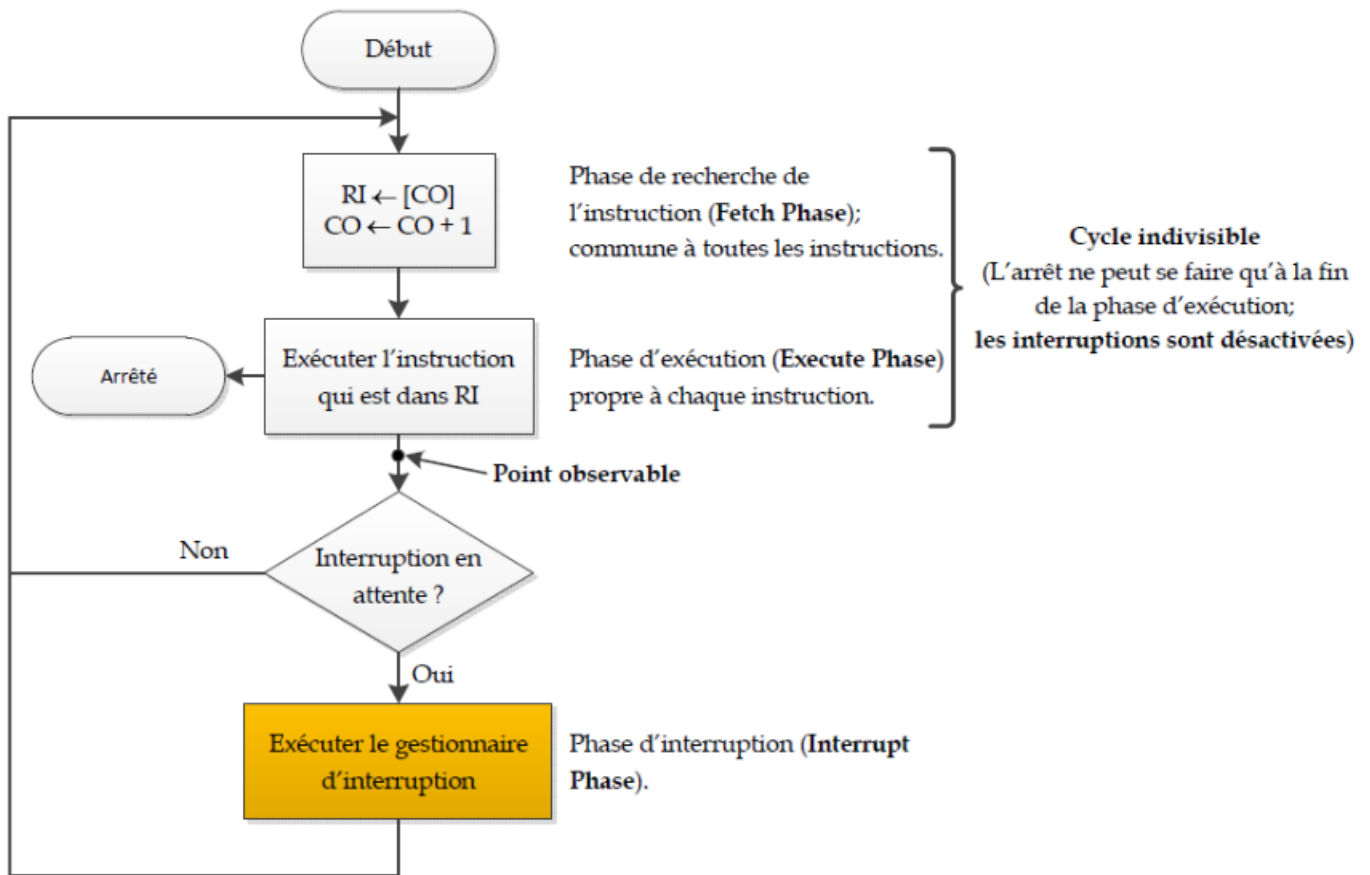 Début
RI ← [CO]
CO ← CO + 1
Phase de recherche de
l’instruction (Fetch Phase);
commune à toutes les instructions.
Cycle indivisible
(L’arrêt ne peut se faire qu’à la fin
de la phase d’exécution;
les interruptions sont désactivées)
Arrêté
Exécuter l’instruction
qui est dans RI
Phase d’exécution (Execute Phase)
propre à chaque instruction.
Point observable
Non
Interruption en
attente ?
Oui
Exécuter le gestionnaire
d’interruption
Phase d’interruption (Interrupt
Phase).